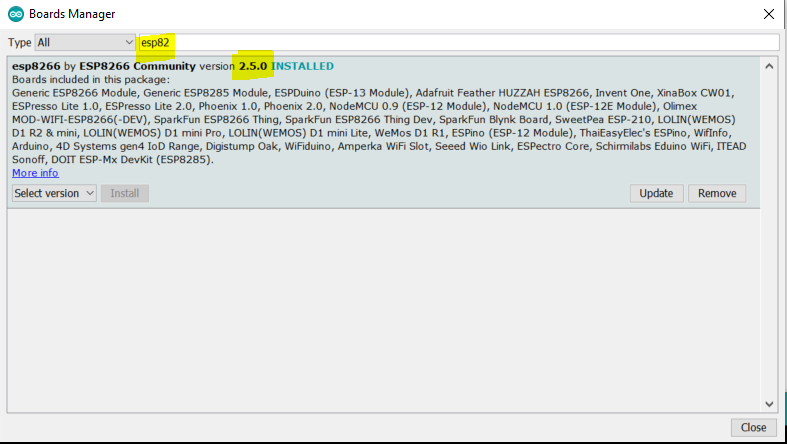 Boards Manager
Type All esp82
esp8266 by ESP8266 Community version 2.5.0 INSTALLED
Boards included in this package:
Generic ESP8266 Module, Generic ESP8285 Module, ESPDuino (ESP-13 Module), Adafruit Feather HUZZAH ESP8266, Invent One, XinaBox CW01,
ESPresso Lite 1.0, ESPresso Lite 2.0, Phoenix 1.0, Phoenix 2.0, NodeMCU 0.9 (ESP-12 Module), NodeMCU 1.0 (ESP-12E Module), Olimex
MOD-WIFI-ESP8266(-DEV), SparkFun ESP8266 Thing, SparkFun ESP8266 Thing Dev, SparkFun Blynk Board, SweetPea ESP-210, LOLIN(WEMOS)
D1 R2 & mini, LOLIN(WEMOS) D1 mini Pro, LOLIN(WEMOS) D1 mini Lite, WeMos D1 R1, ESPino (ESP-12 Module), ThaiEasyElec's ESPino, WifInfo,
Arduino, 4D Systems gen4 IoD Range, Digistump Oak, WiFiduino, Amperka WiFi Slot, Seeed Wio Link, ESPectro Core, Schirmilabs Eduino WiFi, ITEAD
Sonoff, DOIT ESP-Mx DevKit (ESP8285).
More info
Select version Install Update Remove
Close